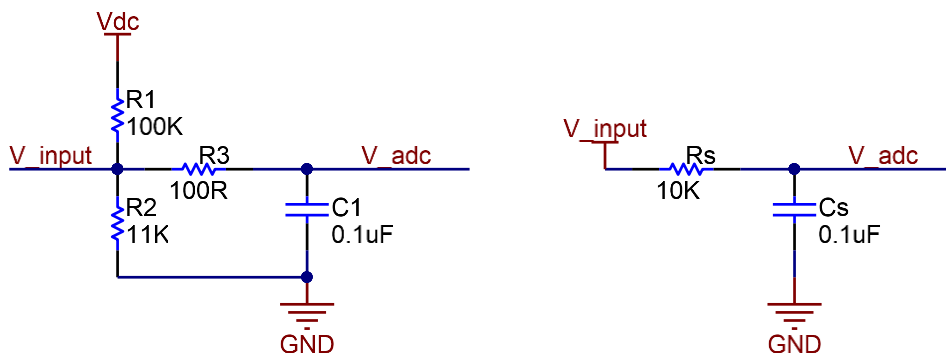 Vdc
R1
100K
V_input
R3
100R
V_adc
R2
11K
C1
0.1uF
GND
V_input
Rs
10K
V_adc
Cs
0.1uF
GND